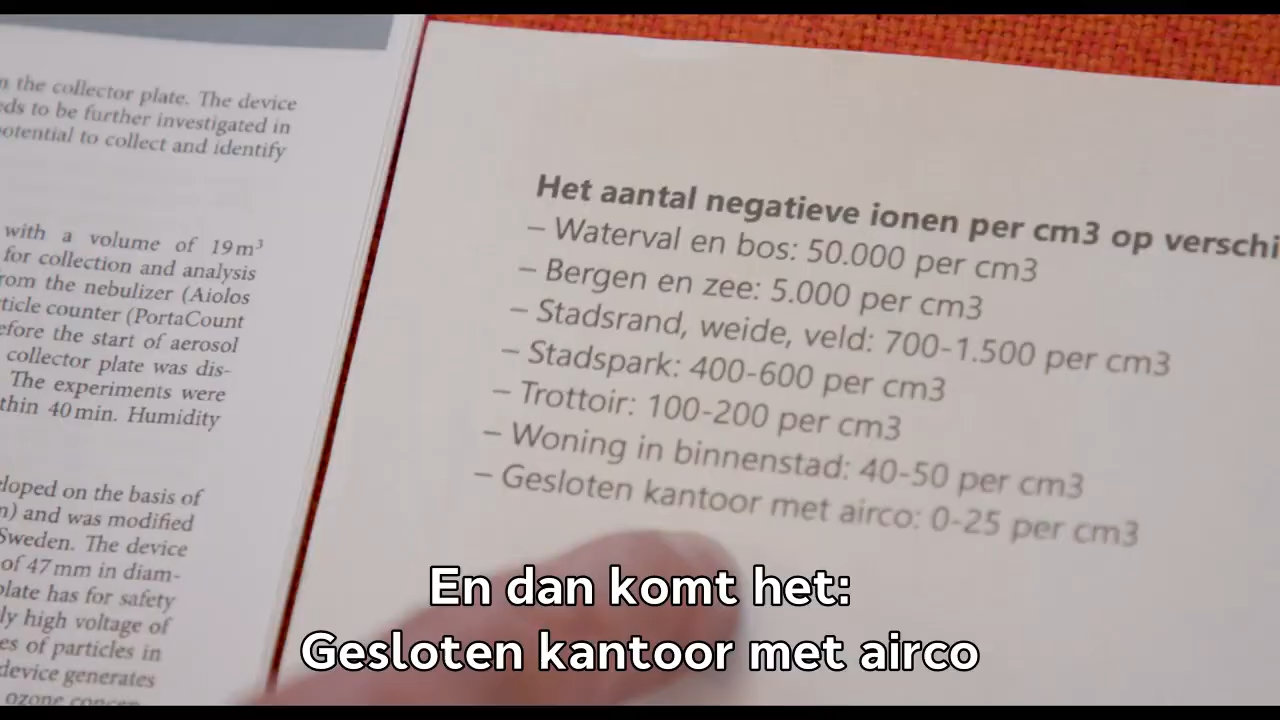 n the collector plate. The device
eds to be further investigated in
otential to collect and identify
with a volume of 19 m³
for collection and analysis
rom the nebulizer (Aiolos
ticle counter (PortaCount
efore the start of aerosol
collector plate was dis-
The experiments were
thin 40 min. Humidity
loped on the basis of
n) and was modified
Sweden. The device
of 47 mm in diam-
plate has for safety
ly high voltage of
es of particles in
device generates
ozone concen-
Het aantal negatieve ionen per cm3 op verschi
– Waterval en bos: 50.000 per cm3
– Bergen en zee: 5.000 per cm3
– Stadsrand, weide, veld: 700-1.500 per cm3
– Stadspark: 400-600 per cm3
– Trottoir: 100-200 per cm3
– Woning in binnenstad: 40-50 per cm3
– Gesloten kantoor met airco: 0-25 per cm3
En dan komt het:
Gesloten kantoor met airco